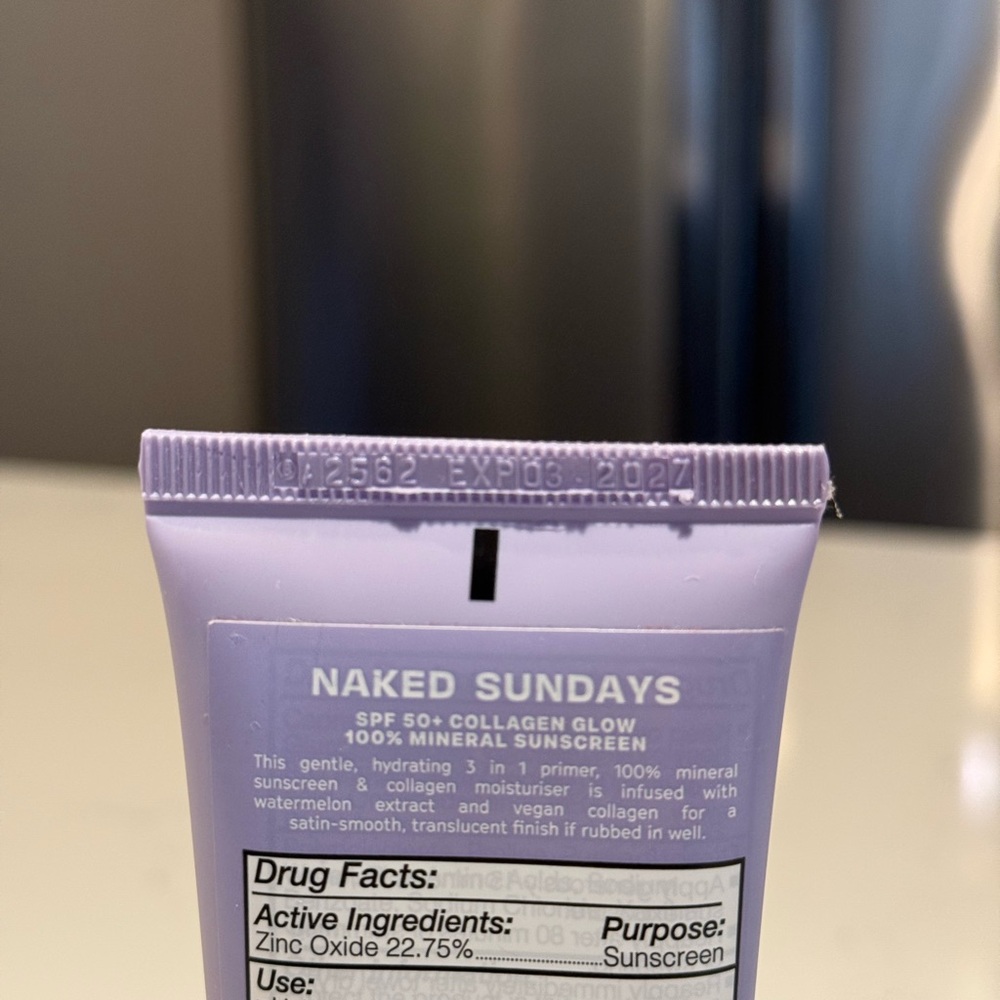 A2562 EXP03 2027
NAKED SUNDAYS
SPF 50+ COLLAGEN GLOW
100% MINERAL SUNSCREEN
This gentle, hydrating 3 in 1 primer, 100% mineral
sunscreen & collagen moisturiser is infused with
watermelon extract and vegan collagen for a
satin-smooth, translucent finish if rubbed in well.
Drug Facts:
Active Ingredients: Purpose:
Zinc Oxide 22.75%........................Sunscreen
Use: